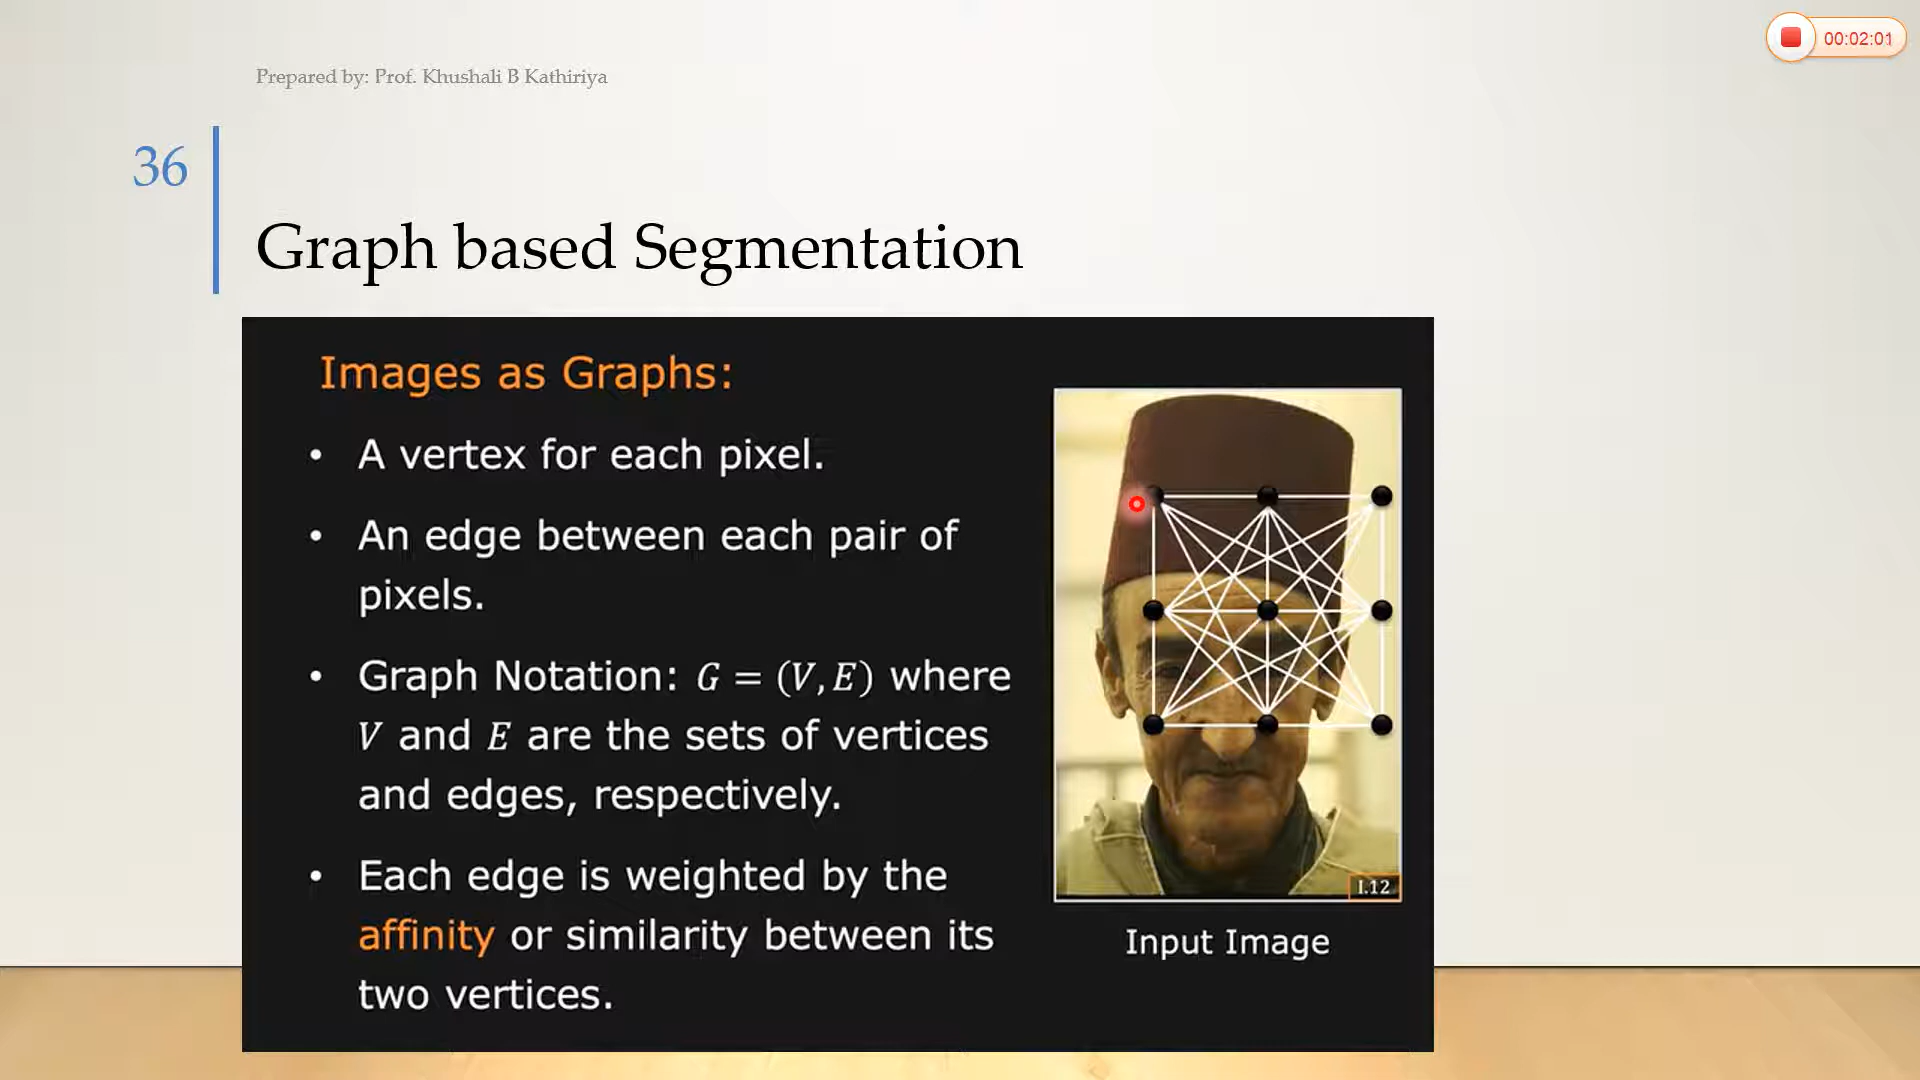 00:02:01
Prepared by: Prof. Khushali B Kathiriya
36
Graph based Segmentation
Images as Graphs:
• A vertex for each pixel.
• An edge between each pair of
pixels.
• Graph Notation: G = (V, E) where
V and E are the sets of vertices
and edges, respectively.
• Each edge is weighted by the
affinity or similarity between its
two vertices.
I.12
Input Image